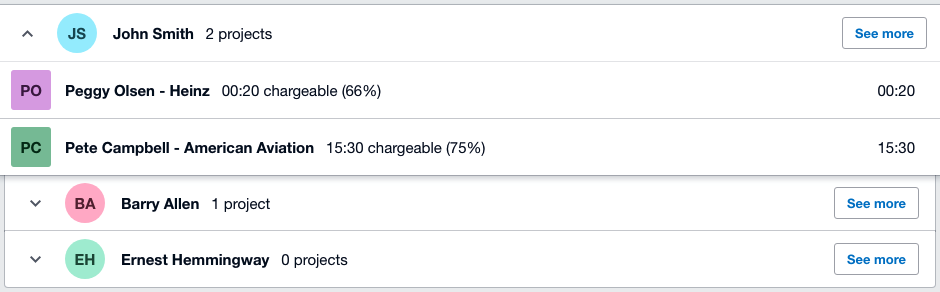 JS John Smith 2 projects See more
PO Peggy Olsen - Heinz 00:20 chargeable (66%) 00:20
PC Pete Campbell - American Aviation 15:30 chargeable (75%) 15:30
BA Barry Allen 1 project See more
EH Ernest Hemmingway 0 projects See more